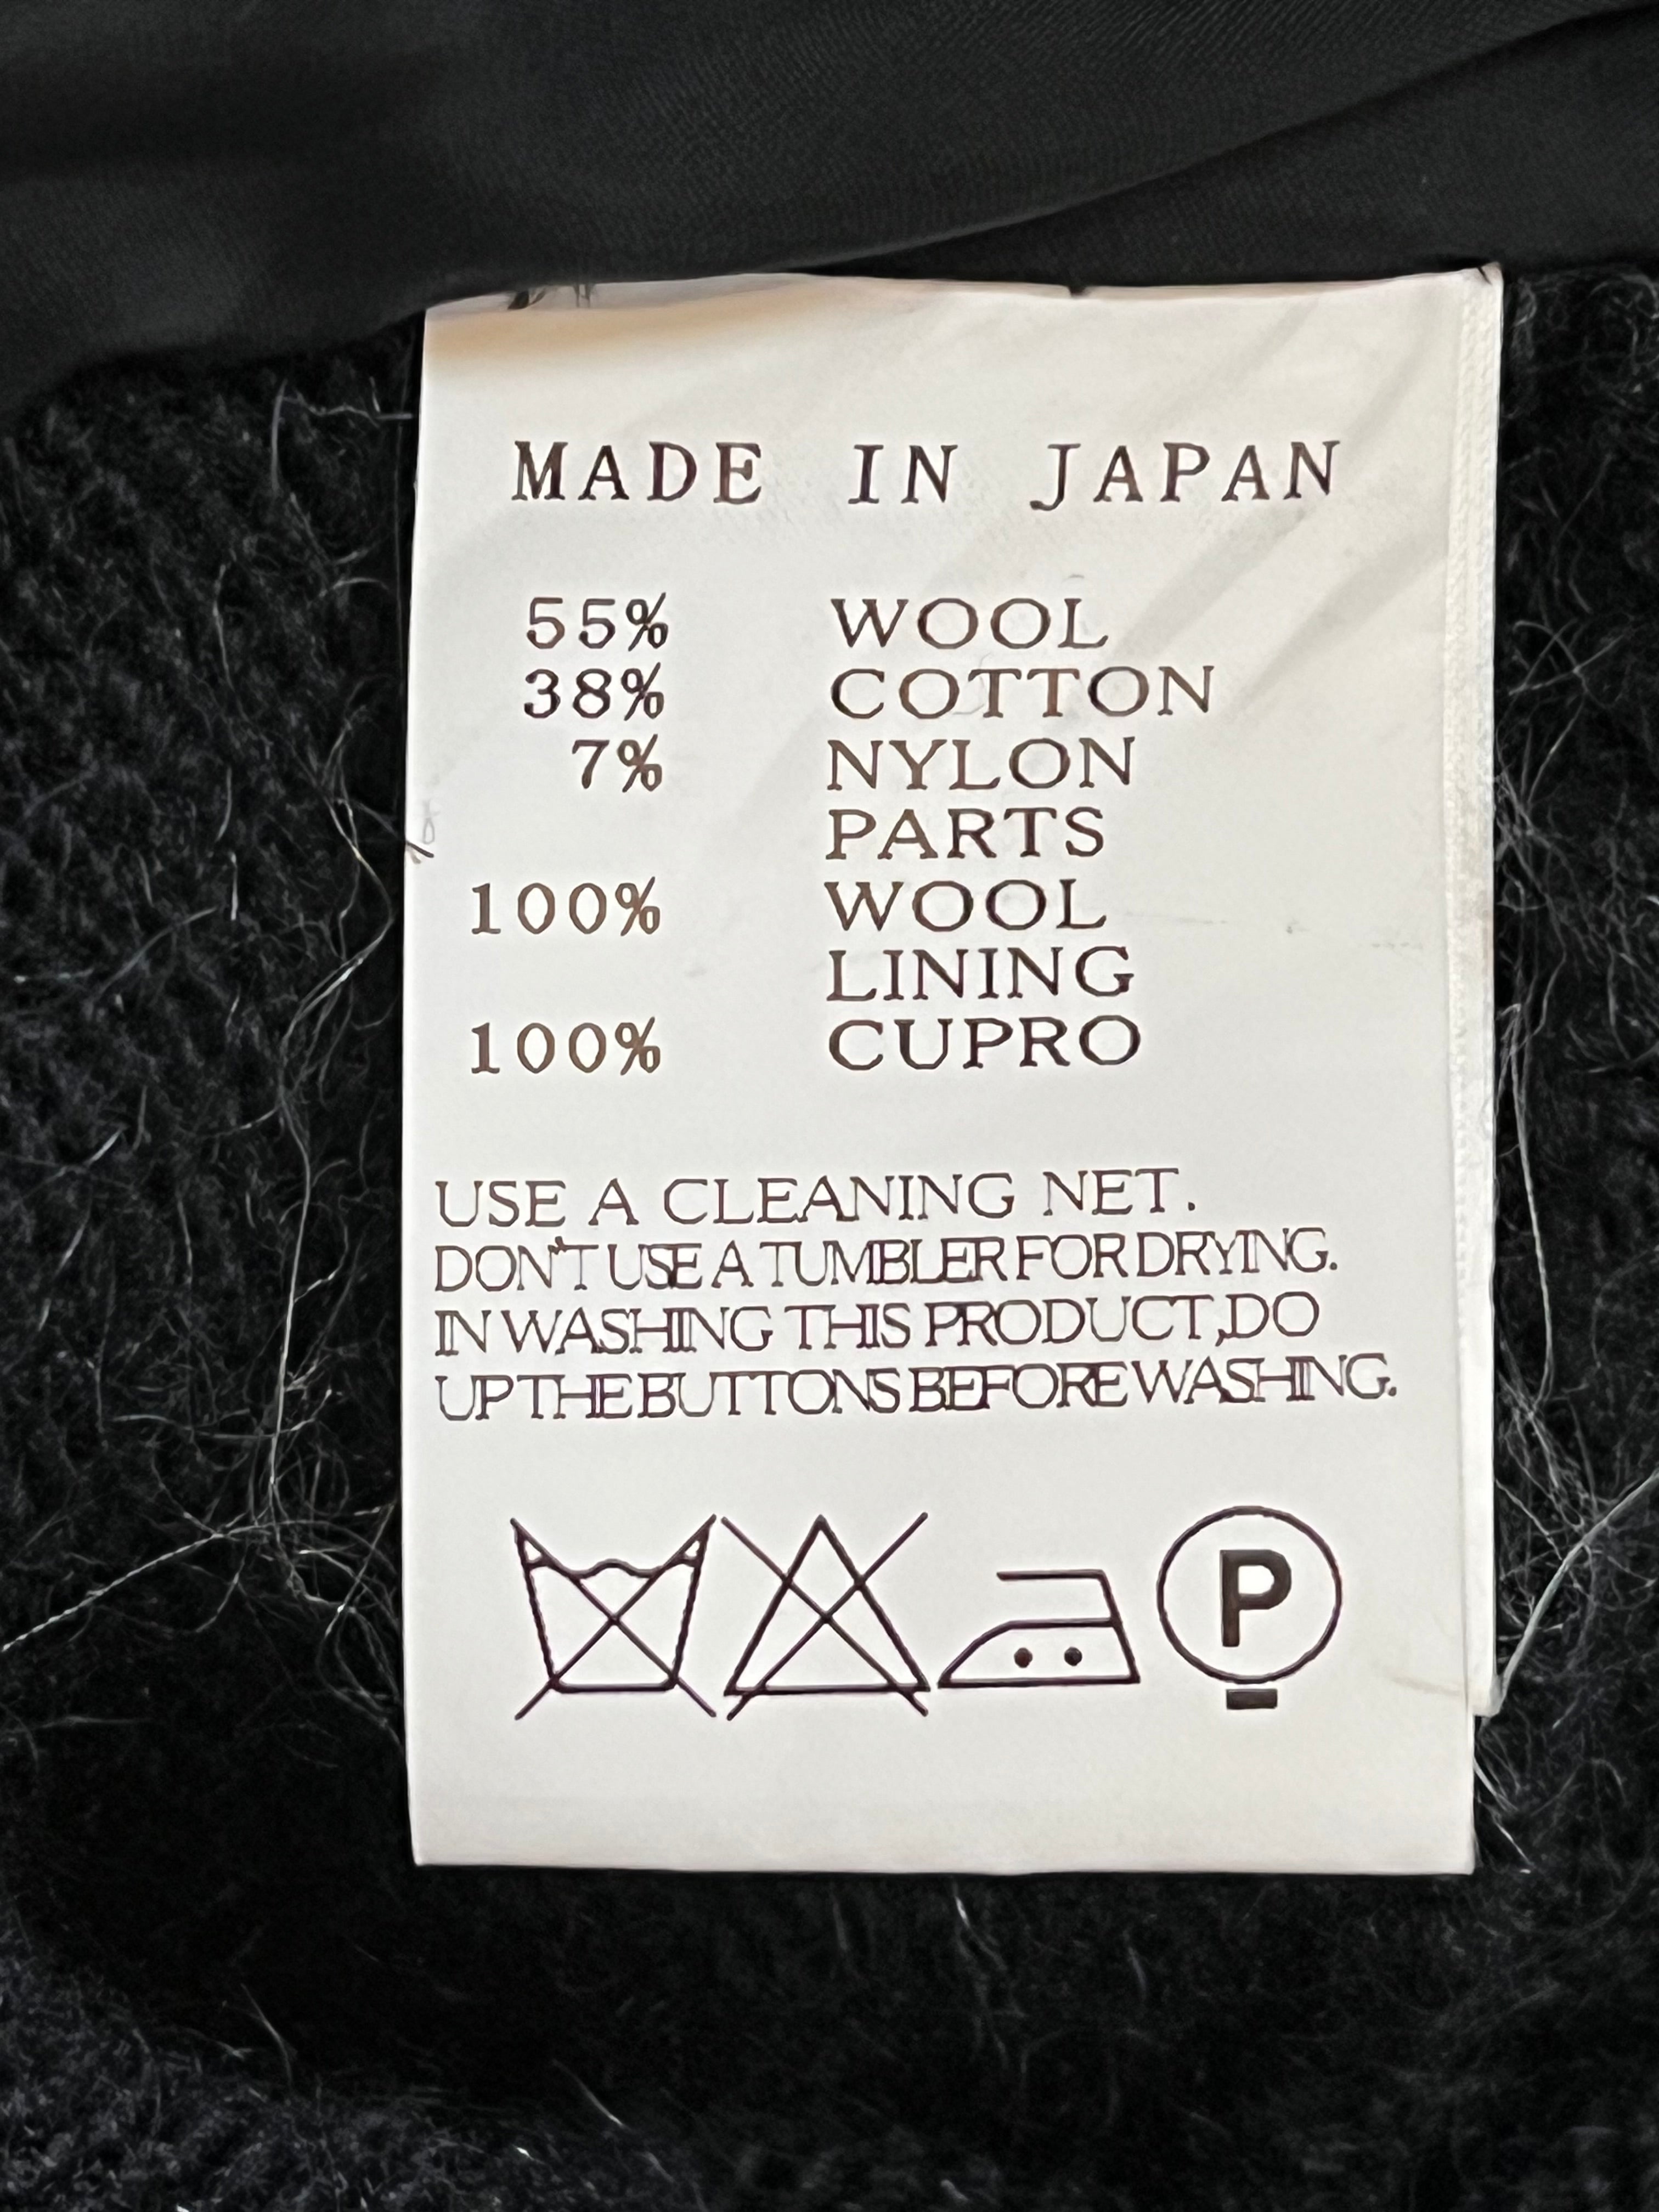 MADE IN JAPAN
55% WOOL
38% COTTON
7% NYLON
PARTS
100% WOOL
LINING
100% CUPRO
USE A CLEANING NET.
DON'T USE A TUMBLER FOR DRYING.
IN WASHING THIS PRODUCT,DO
UP THE BUTTONS BEFORE WASHING.
P